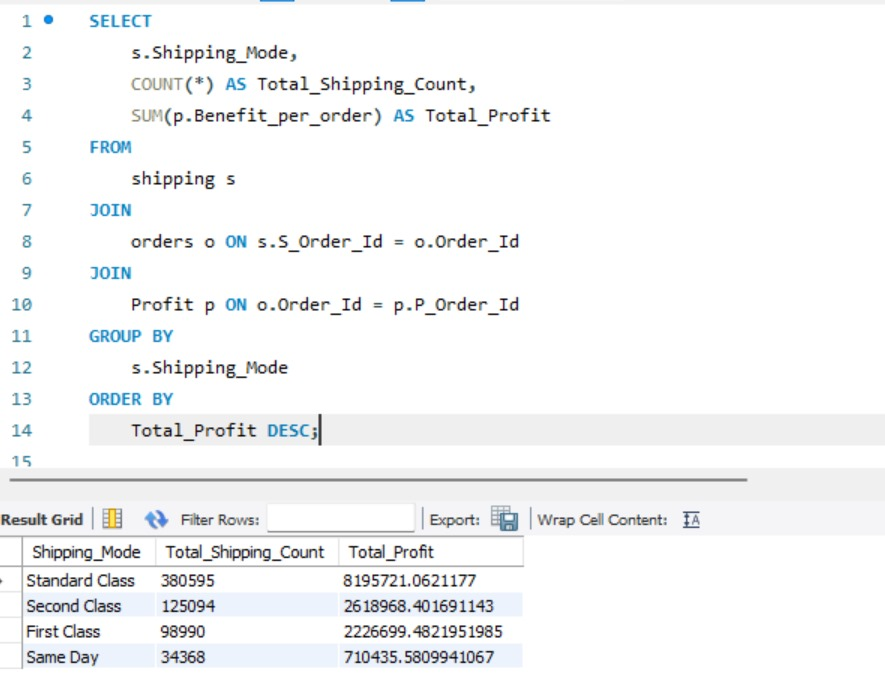 1 SELECT
2 s.Shipping_Mode,
3 COUNT(*) AS Total_Shipping_Count,
4 SUM(p.Benefit_per_order) AS Total_Profit
5 FROM
6 shipping s
7 JOIN
8 orders o ON s.S_Order_Id = o.Order_Id
9 JOIN
10 Profit p ON o.Order_Id = p.P_Order_Id
11 GROUP BY
12 s.Shipping_Mode
13 ORDER BY
14 Total_Profit DESC;
15
Result Grid Filter Rows: Export: Wrap Cell Content:
Shipping_Mode Total_Shipping_Count Total_Profit
Standard Class 380595 8195721.0621177
Second Class 125094 2618968.401691143
First Class 98990 2226699.4821951985
Same Day 34368 710435.5809941067